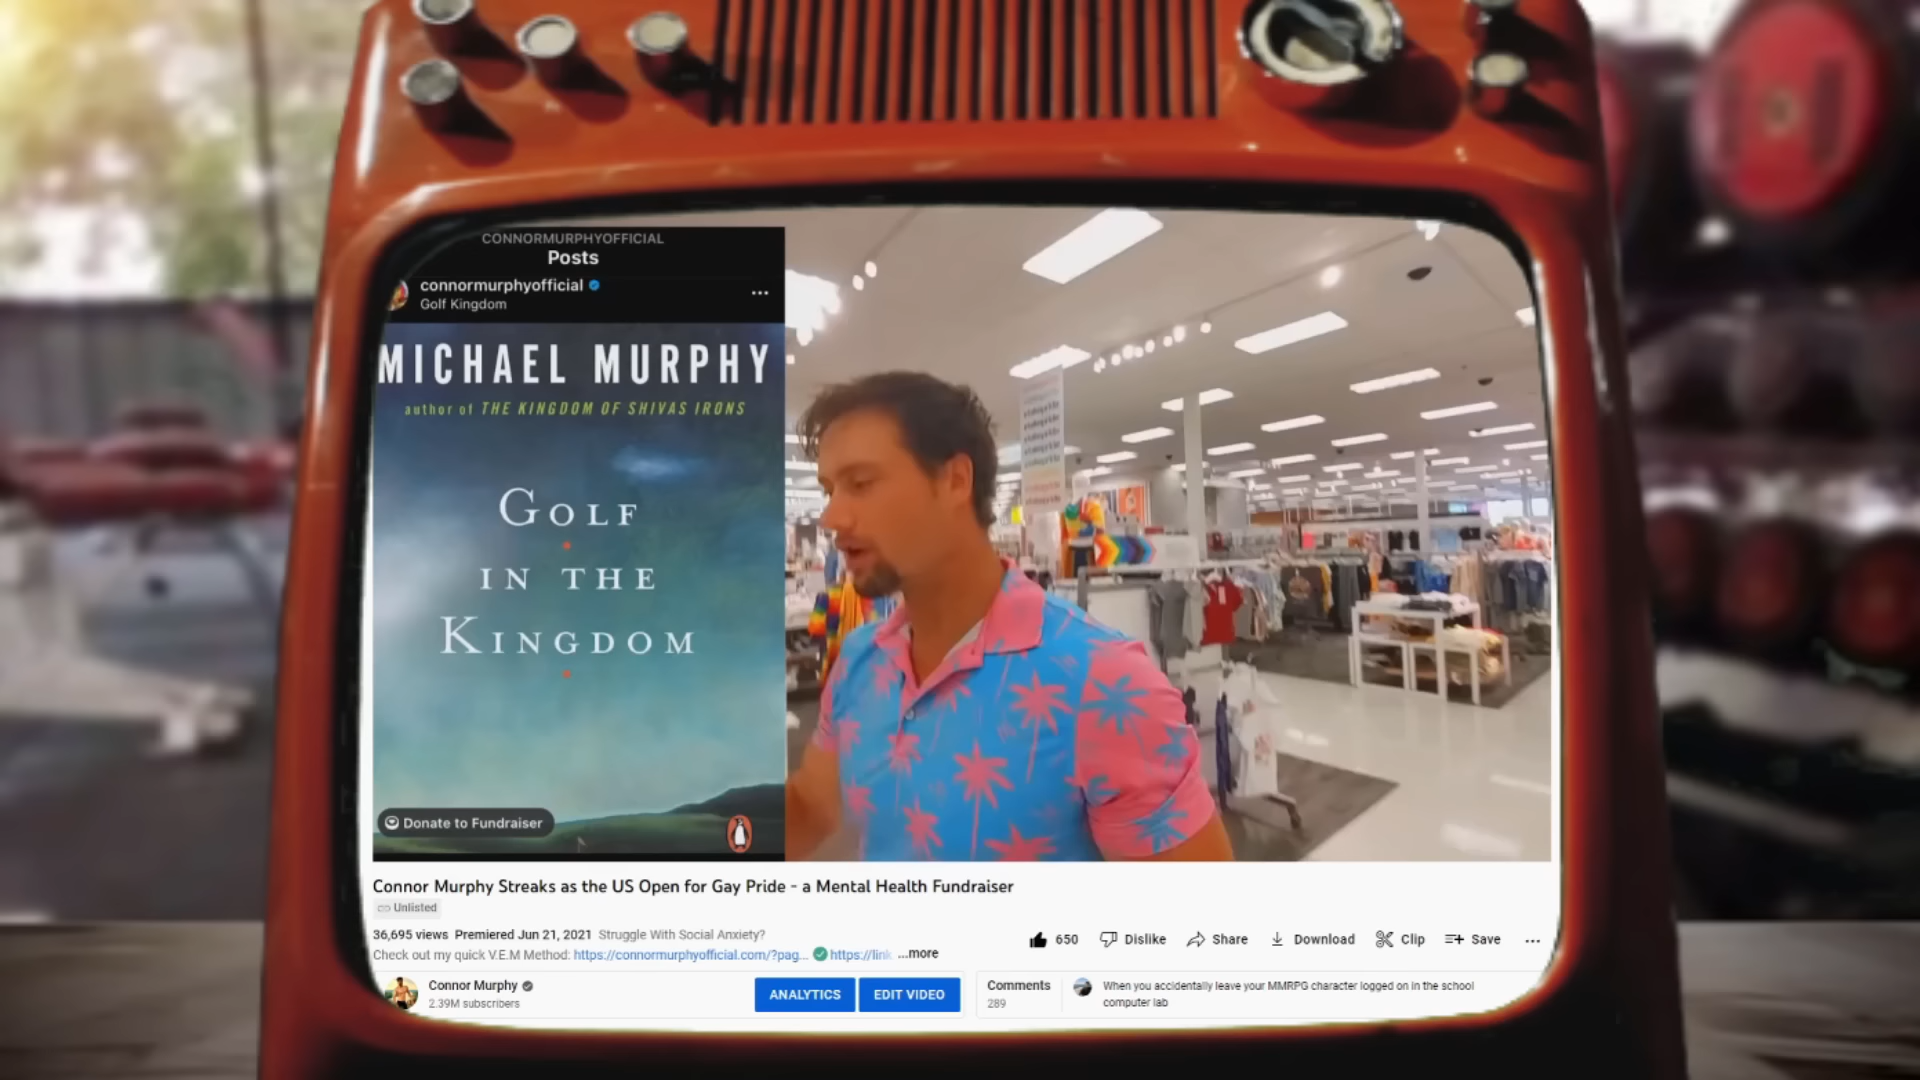 CONNORMURPHYOFFICIAL
Posts
connormurphyofficial
Golf Kingdom
MICHAEL MURPHY
author of THE KINGDOM OF SHIVAS IRONS
GOLF
IN THE
KINGDOM
Donate to Fundraiser
Connor Murphy Streaks as the US Open for Gay Pride - a Mental Health Fundraiser
Unlisted
36,695 views Premiered Jun 21, 2021 Struggle With Social Anxiety?
Check out my quick V.E.M Method: https://connormurphyofficial.com/?pag... https://link ...more
650 Dislike Share Download Clip Save
Connor Murphy
2.39M subscribers
ANALYTICS
EDIT VIDEO
Comments
289
When you accidentally leave your MMRPG character logged on in the school
computer lab